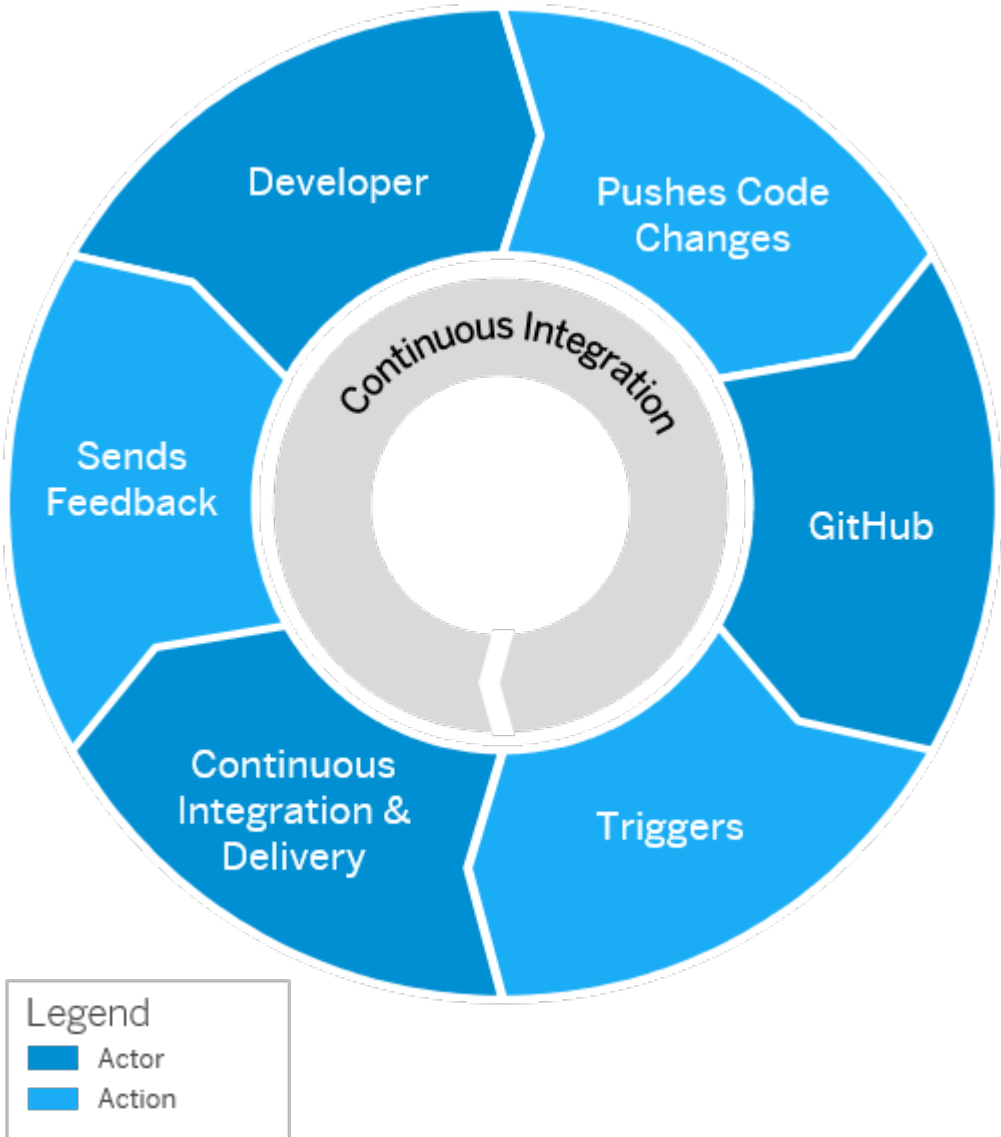 Developer
Pushes Code
Changes
Continuous Integration
Sends
Feedback
GitHub
Continuous
Integration &
Delivery
Triggers
Legend
Actor
Action